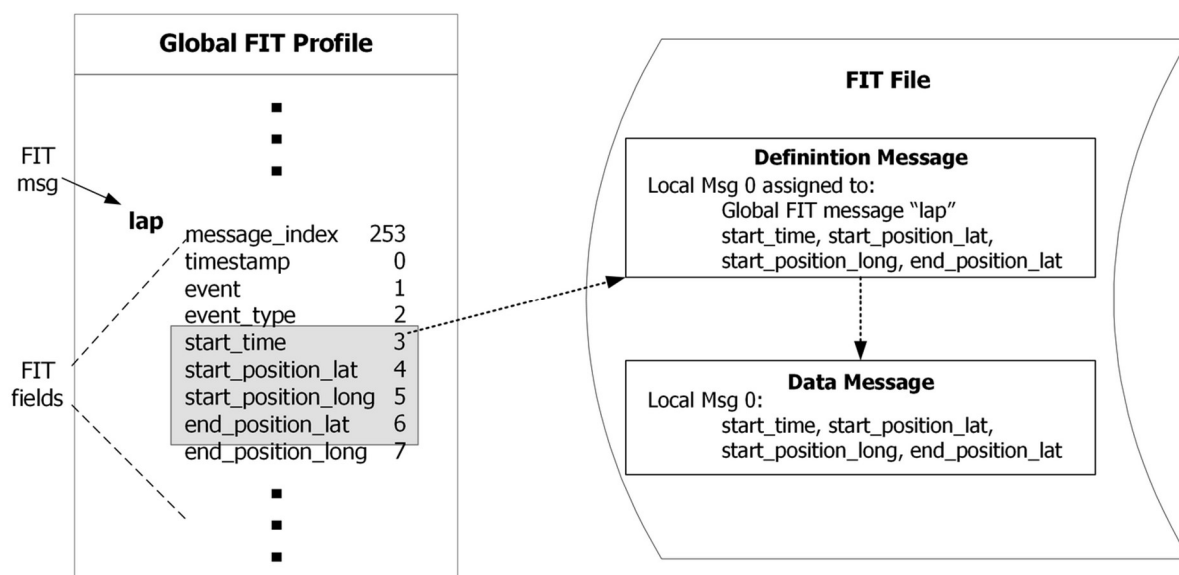 Global FIT Profile
FIT
msg
lap
message_index 253
timestamp 0
event 1
event_type 2
start_time 3
start_position_lat 4
start_position_long 5
end_position_lat 6
end_position_long 7
FIT
fields
FIT File
Definintion Message
Local Msg 0 assigned to:
Global FIT message “lap”
start_time, start_position_lat,
start_position_long, end_position_lat
Data Message
Local Msg 0:
start_time, start_position_lat,
start_position_long, end_position_lat